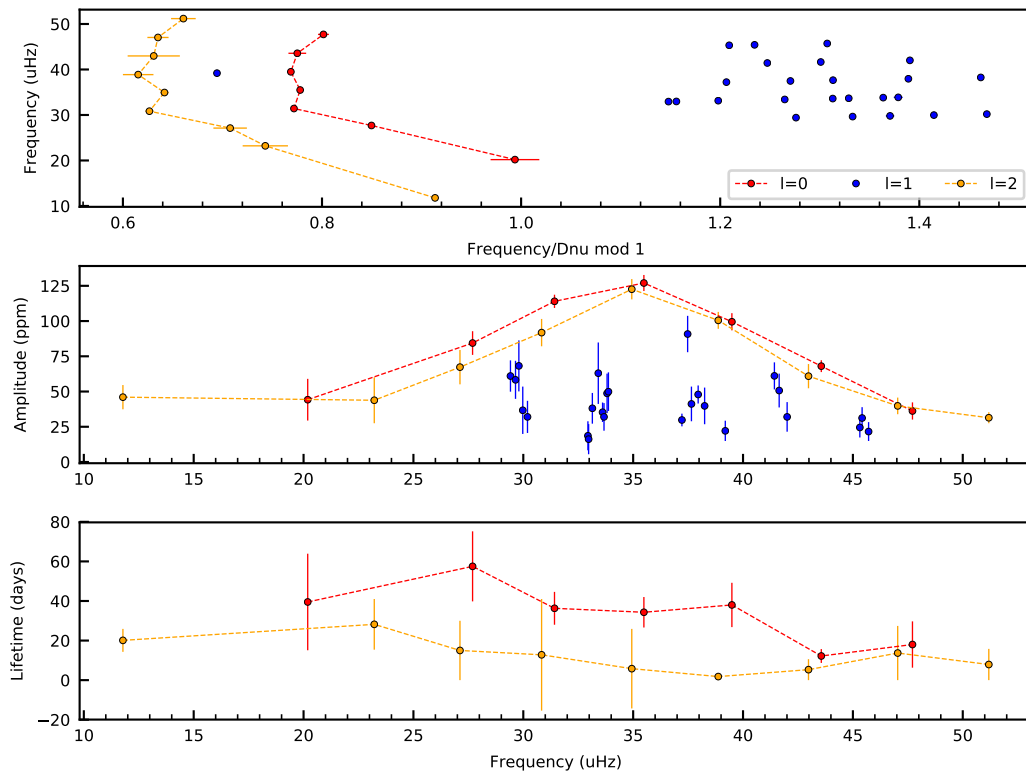 50
40
30
20
10
Frequency (uHz)
l=0 l=1 l=2
0.6 0.8 1.0 1.2 1.4
Frequency/Dnu mod 1
125
100
75
50
25
0
Amplitude (ppm)
10 15 20 25 30 35 40 45 50
80
60
40
20
0
−20
Lifetime (days)
10 15 20 25 30 35 40 45 50
Frequency (uHz)